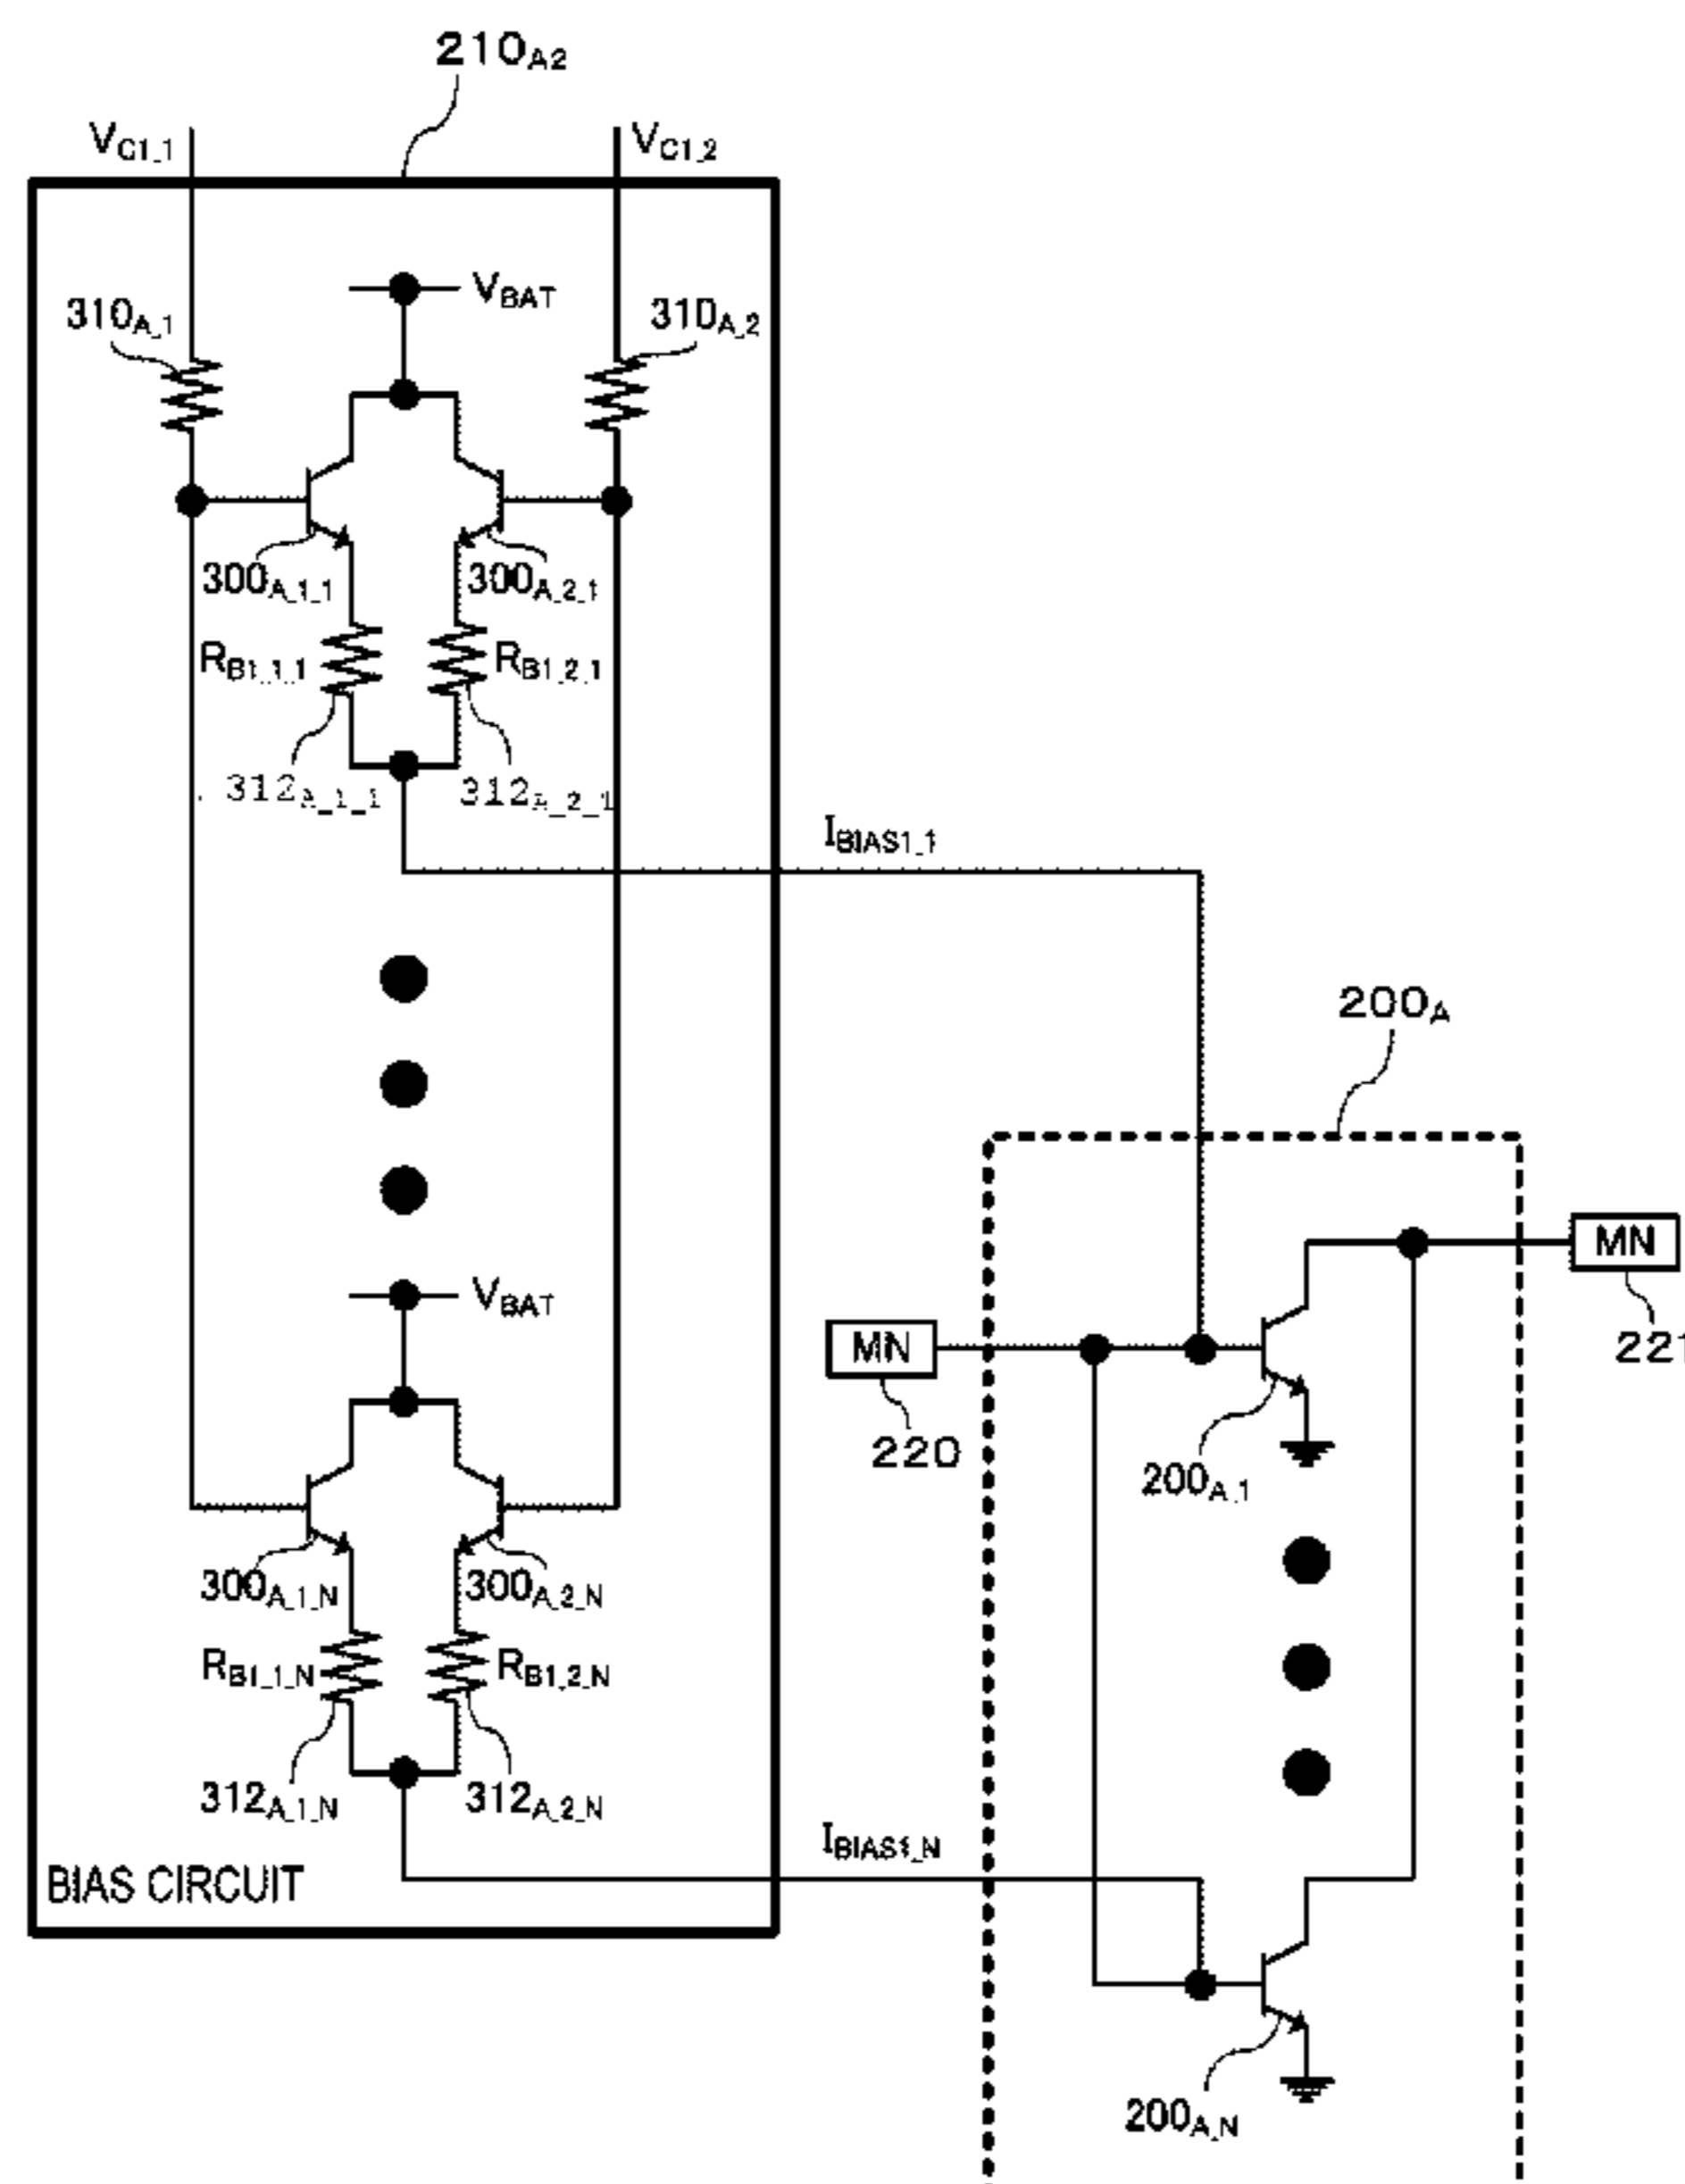 210A2
VC1_1
VC1_2
VBAT
310A_1
310A_2
300A_1_1
300A_2_1
RB1_1_1
RB1_2_1
312A_1_1
312A_2_1
IBIAS1_1
200A
VBAT
MN
MN
221
220
200A_1
300A_1_N
300A_2_N
RB1_1_N
RB1_2_N
312A_1_N
312A_2_N
IBIAS1_N
BIAS CIRCUIT
200A_N